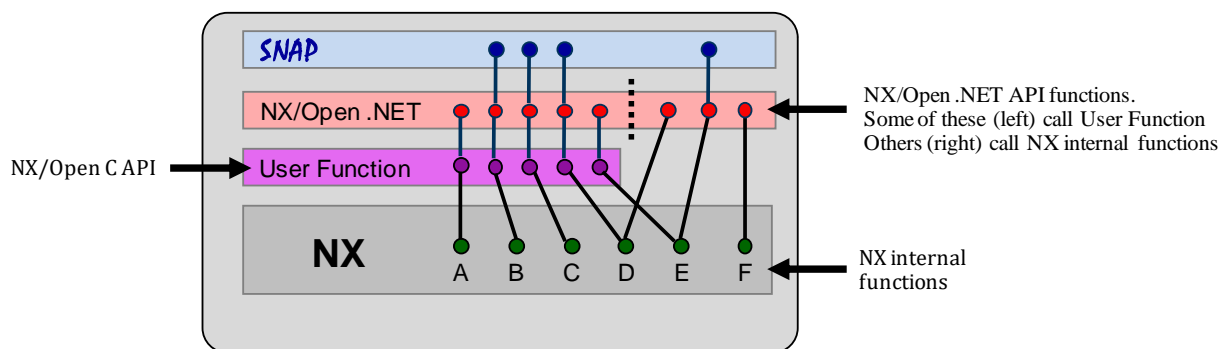 SNAP
NX/Open .NET
NX/Open .NET API functions.
Some of these (left) call User Function
Others (right) call NX internal functions
NX/Open C API
User Function
NX
A B C D E F
NX internal
functions